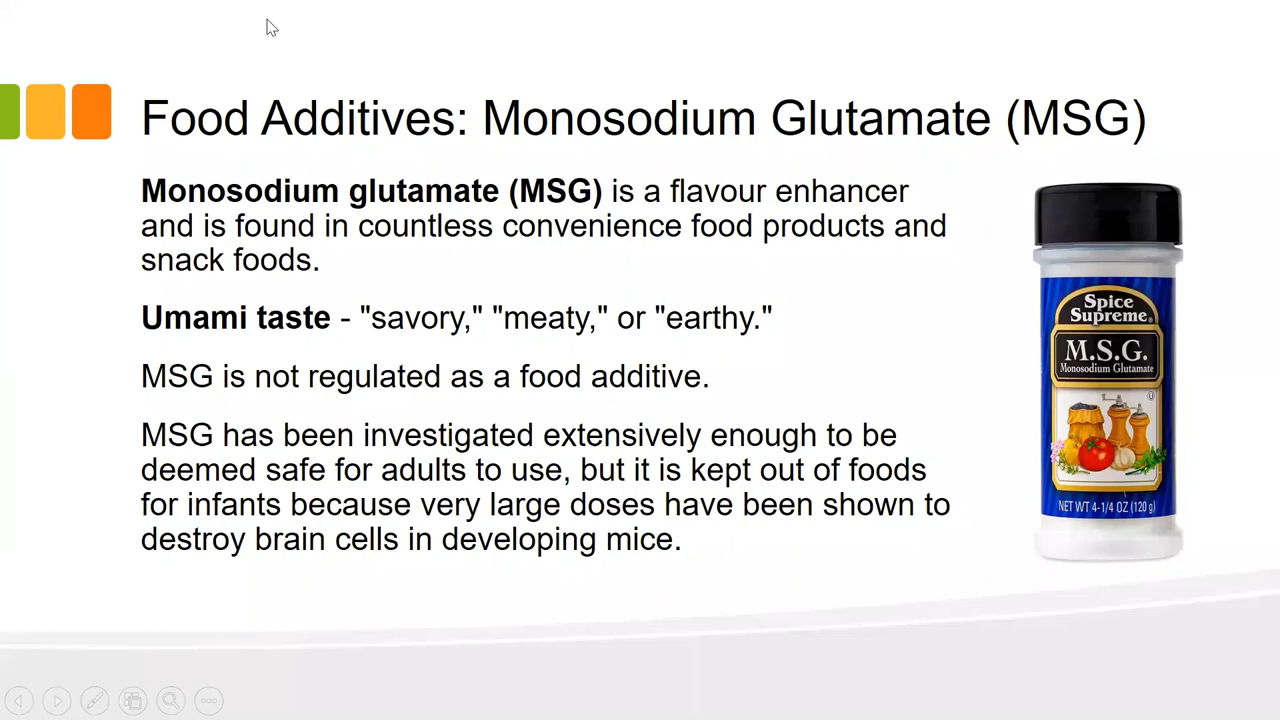 Food Additives: Monosodium Glutamate (MSG)
Monosodium glutamate (MSG) is a flavour enhancer
and is found in countless convenience food products and
snack foods.
Umami taste - "savory," "meaty," or "earthy."
MSG is not regulated as a food additive.
MSG has been investigated extensively enough to be
deemed safe for adults to use, but it is kept out of foods
for infants because very large doses have been shown to
destroy brain cells in developing mice.
Spice
Supreme®
M.S.G.
Monosodium Glutamate
NET WT 4-1/4 OZ (120 g)